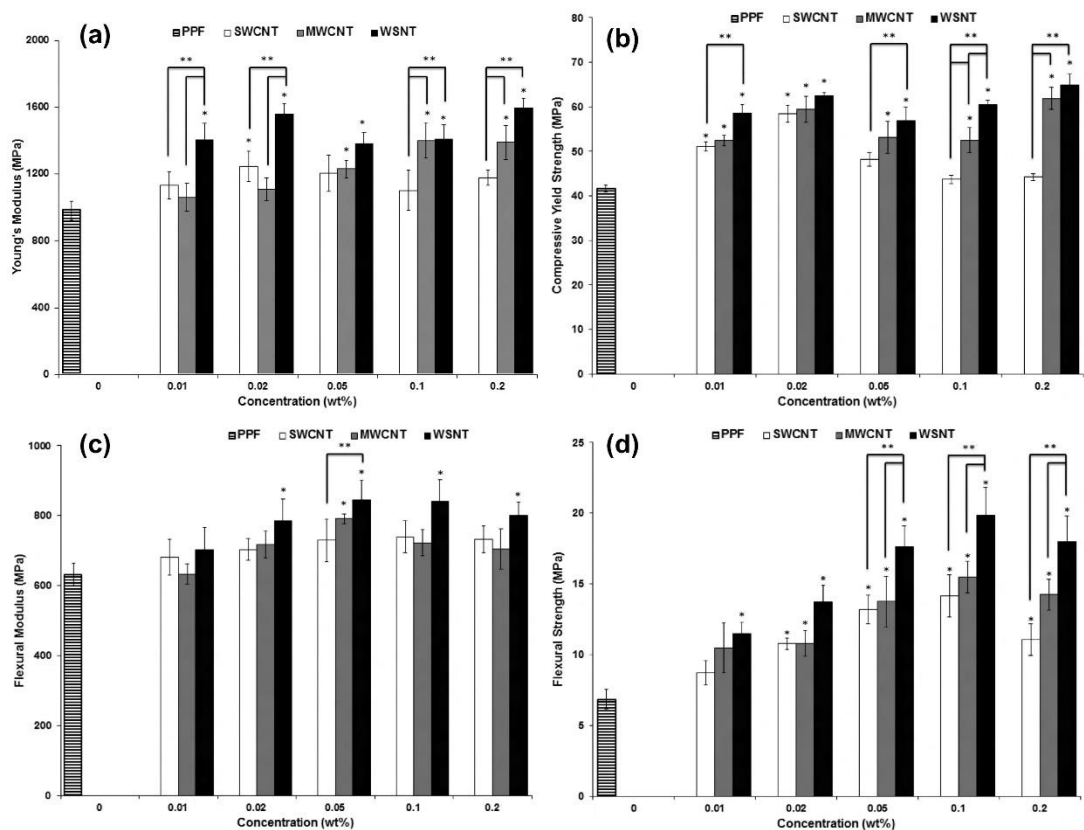 (a)
PPF SWCNT MWCNT WSNT
2000
1600
1200
800
400
0
Young's Modulus (MPa)
** ** ** **
* * * * * * * * *
0 0.01 0.02 0.05 0.1 0.2
Concentration (wt%)
(b)
PPF SWCNT MWCNT WSNT
80
70
60
50
40
30
20
10
0
Compressive Yield Strength (MPa)
** ** ** **
* * * * * * * * * * * * *
0 0.01 0.02 0.05 0.1 0.2
Concentration (wt%)
(c)
PPF SWCNT MWCNT WSNT
1000
800
600
400
200
0
Flexural Modulus (MPa)
**
* * * * *
0 0.01 0.02 0.05 0.1 0.2
Concentration (wt%)
(d)
PPF SWCNT MWCNT WSNT
25
20
15
10
5
0
Flexural Strength (MPa)
** ** **
* * * * * * * * * * * * *
0 0.01 0.02 0.05 0.1 0.2
Concentration (wt%)